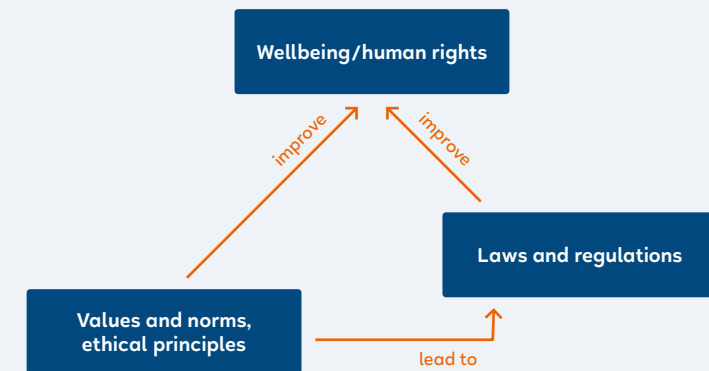 Wellbeing/human rights
improve
improve
Laws and regulations
Values and norms,
ethical principles
lead to